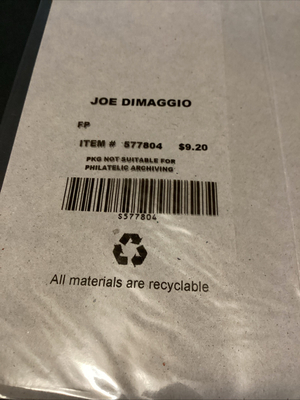 JOE DIMAGGIO
FP
ITEM # 577804 $9.20
PKG NOT SUITABLE FOR
PHILATELIC ARCHIVING
S577804
All materials are recyclable